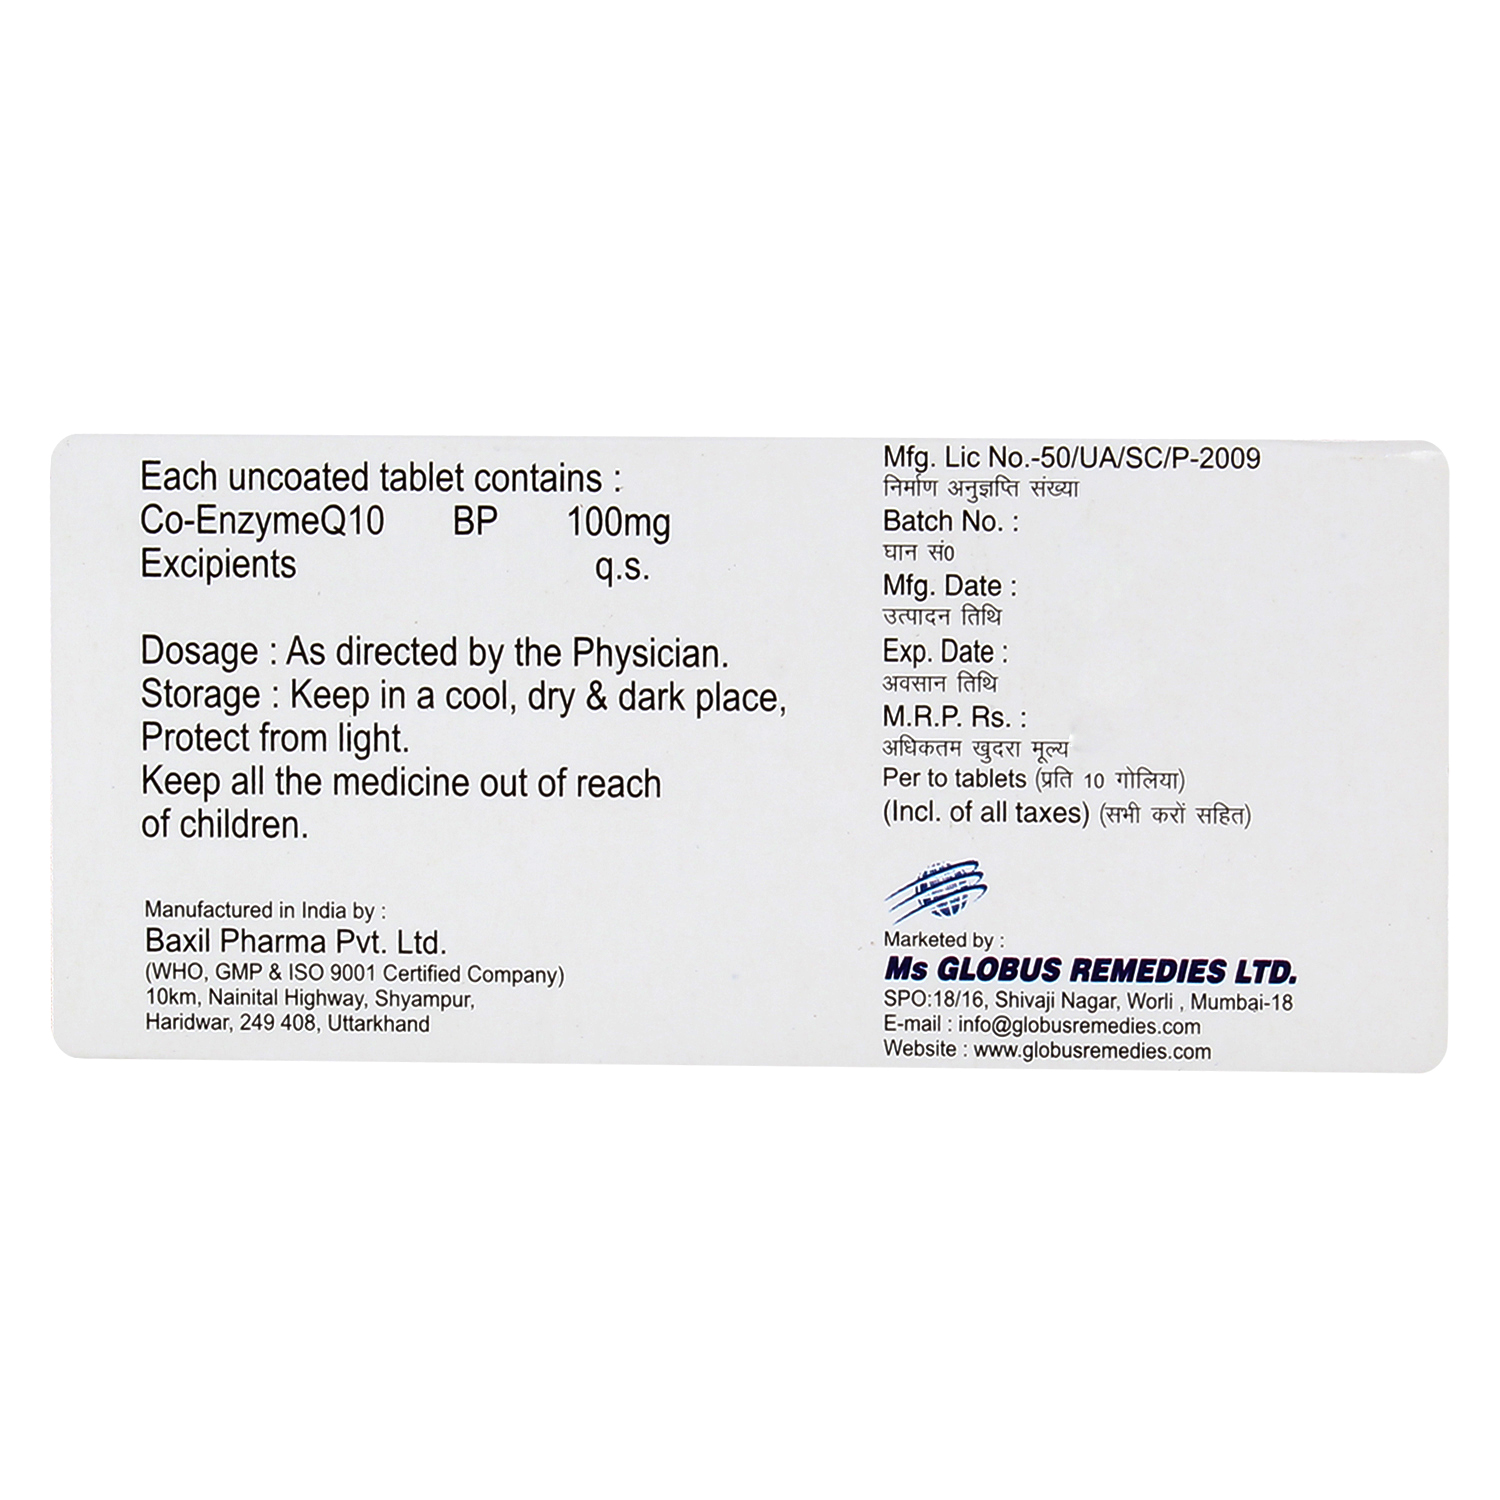 Each uncoated tablet contains :
Co-EnzymeQ10 BP 100mg
Excipients q.s.
Dosage : As directed by the Physician.
Storage : Keep in a cool, dry & dark place,
Protect from light.
Keep all the medicine out of reach
of children.
Manufactured in India by :
Baxil Pharma Pvt. Ltd.
(WHO, GMP & ISO 9001 Certified Company)
10km, Nainital Highway, Shyampur,
Haridwar, 249 408, Uttarkhand
Mfg. Lic No.-50/UA/SC/P-2009
निर्माण अनुज्ञप्ति संख्या
Batch No. :
घान सं0
Mfg. Date :
उत्पादन तिथि
Exp. Date :
अवसान तिथि
M.R.P. Rs. :
अधिकतम खुदरा मूल्य
Per to tablets (प्रति 10 गोलिया)
(Incl. of all taxes) (सभी करों सहित)
Marketed by :
Ms GLOBUS REMEDIES LTD.
SPO:18/16, Shivaji Nagar, Worli , Mumbai-18
E-mail : info@globusremedies.com
Website : www.globusremedies.com